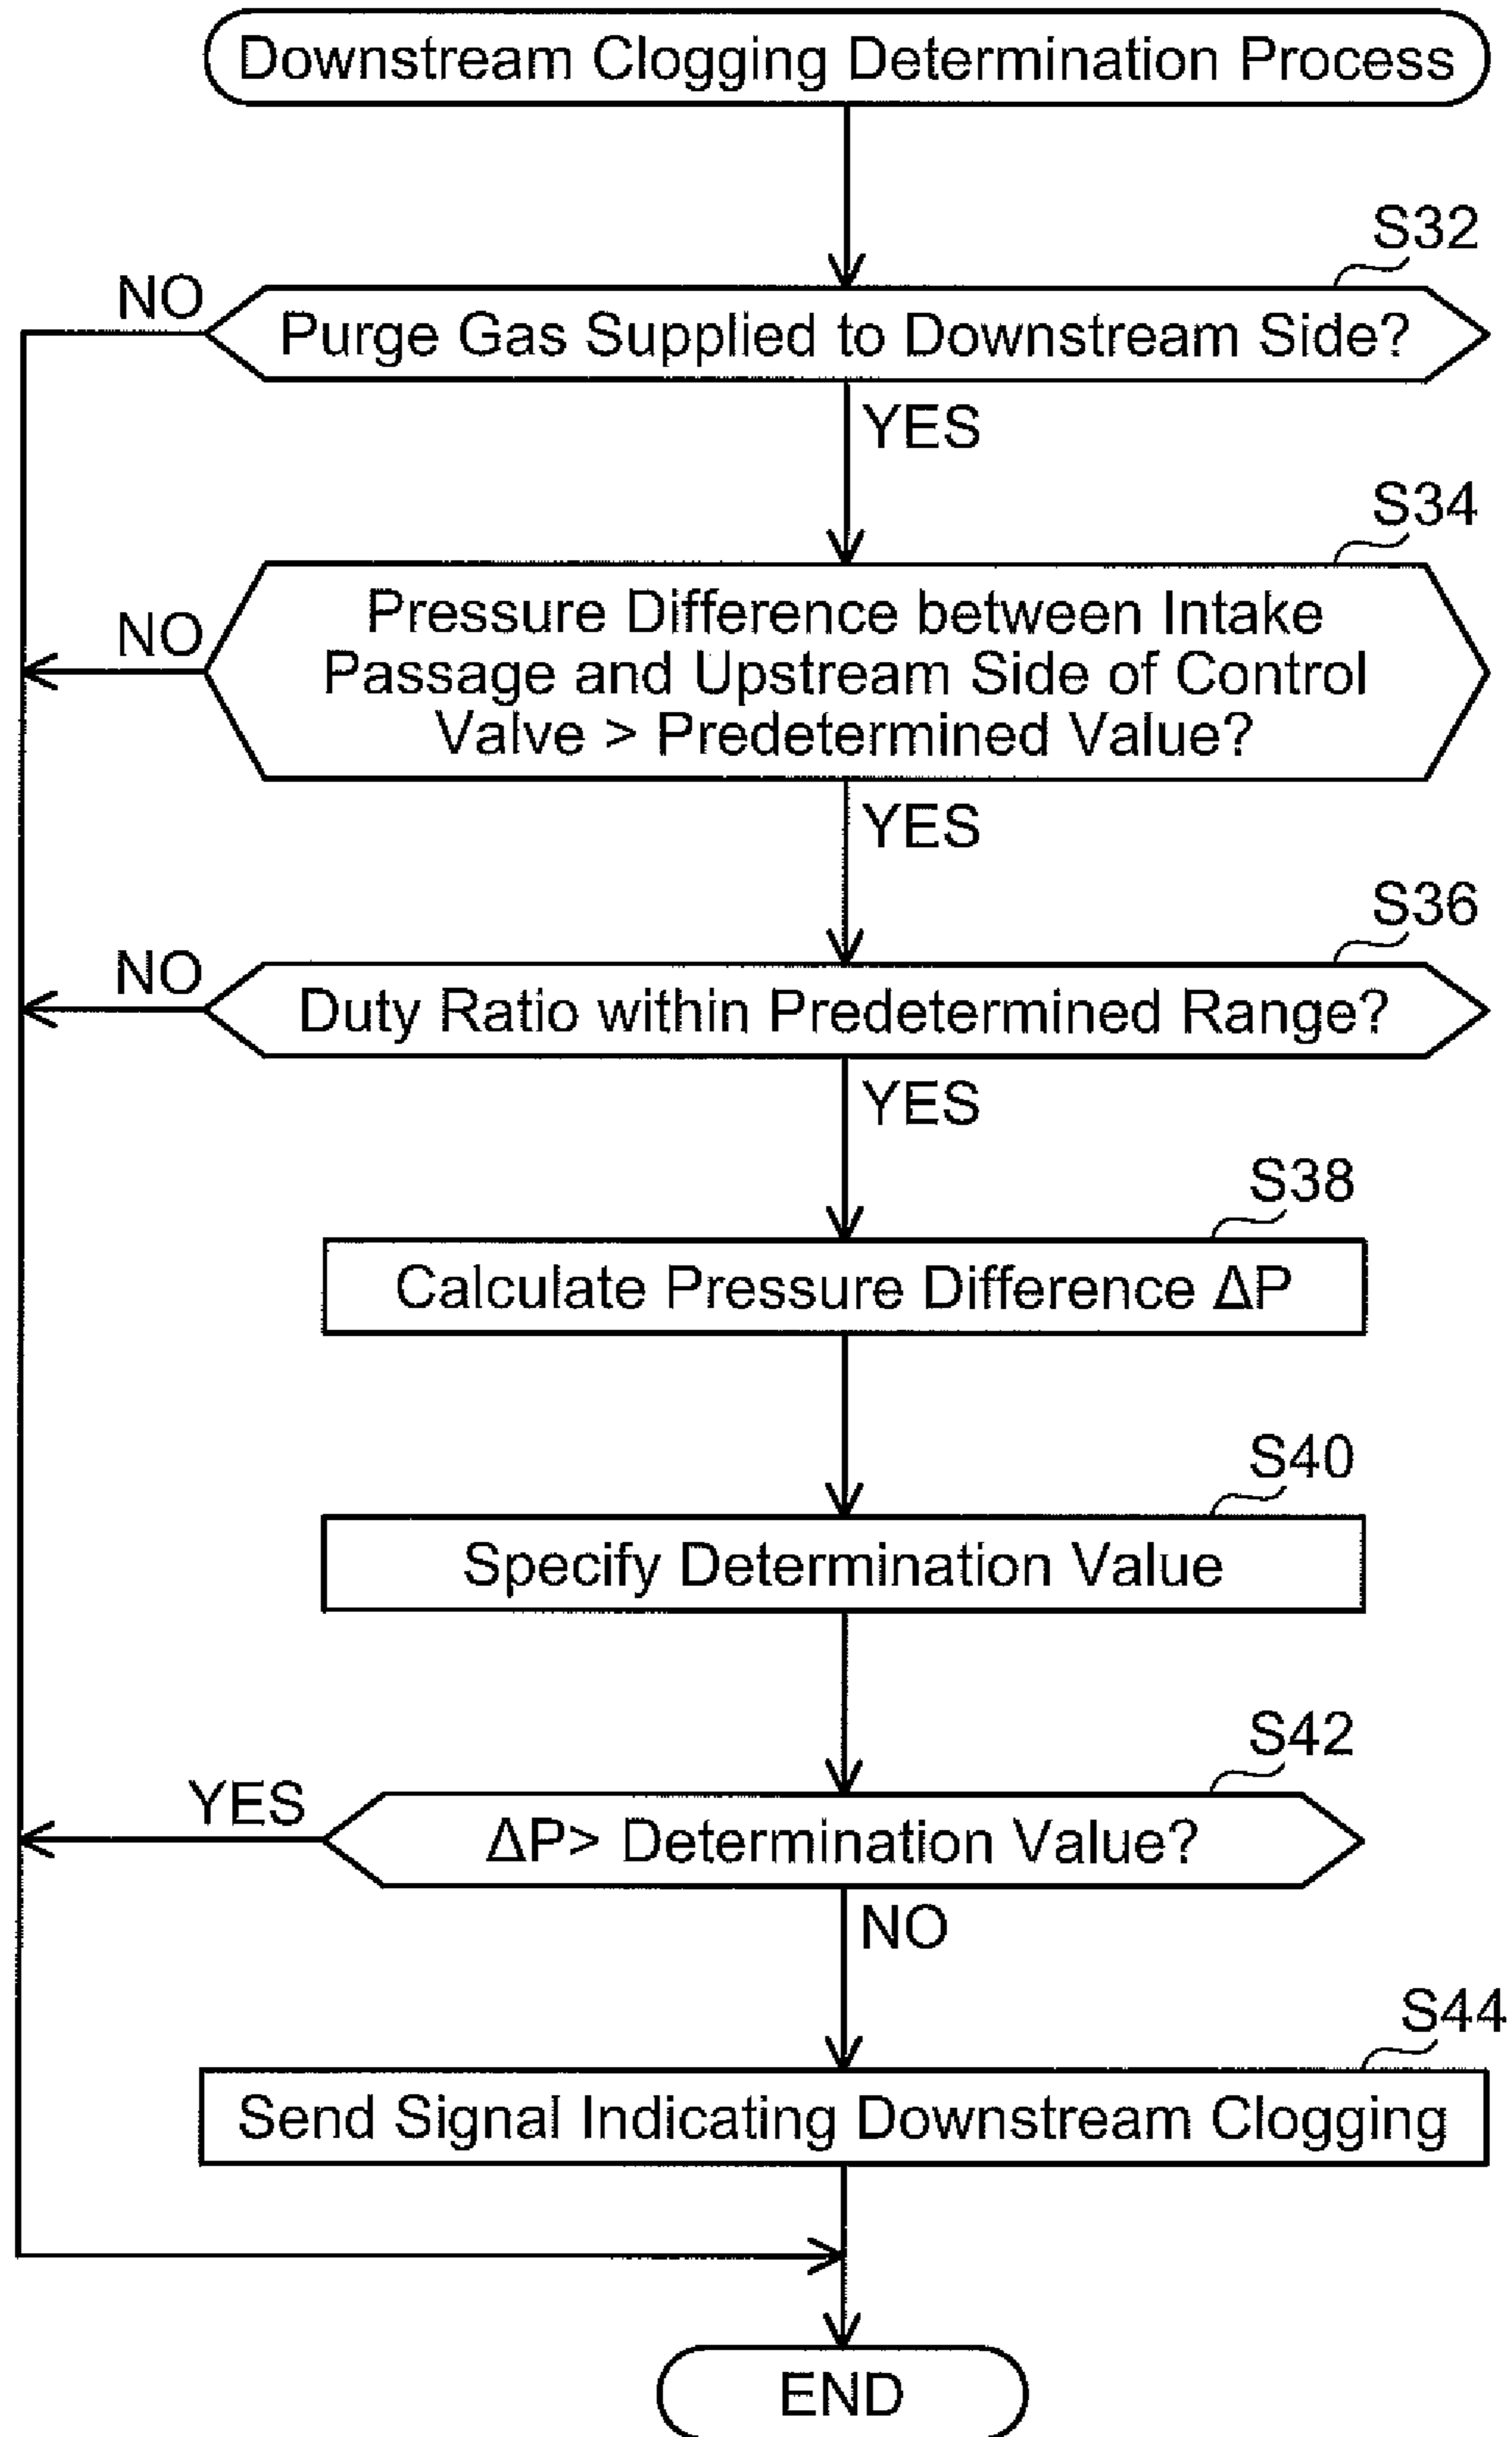 Downstream Clogging Determination Process
S32
NO
Purge Gas Supplied to Downstream Side?
YES
S34
NO
Pressure Difference between Intake
Passage and Upstream Side of Control
Valve > Predetermined Value?
YES
S36
NO
Duty Ratio within Predetermined Range?
YES
S38
Calculate Pressure Difference ΔP
S40
Specify Determination Value
S42
YES
ΔP> Determination Value?
NO
S44
Send Signal Indicating Downstream Clogging
END